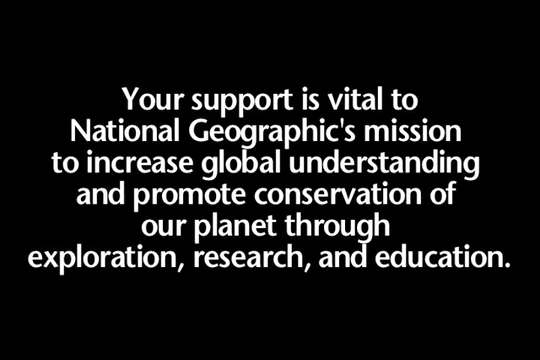 Your support is vital to
National Geographic's mission
to increase global understanding
and promote conservation of
our planet through
exploration, research, and education.